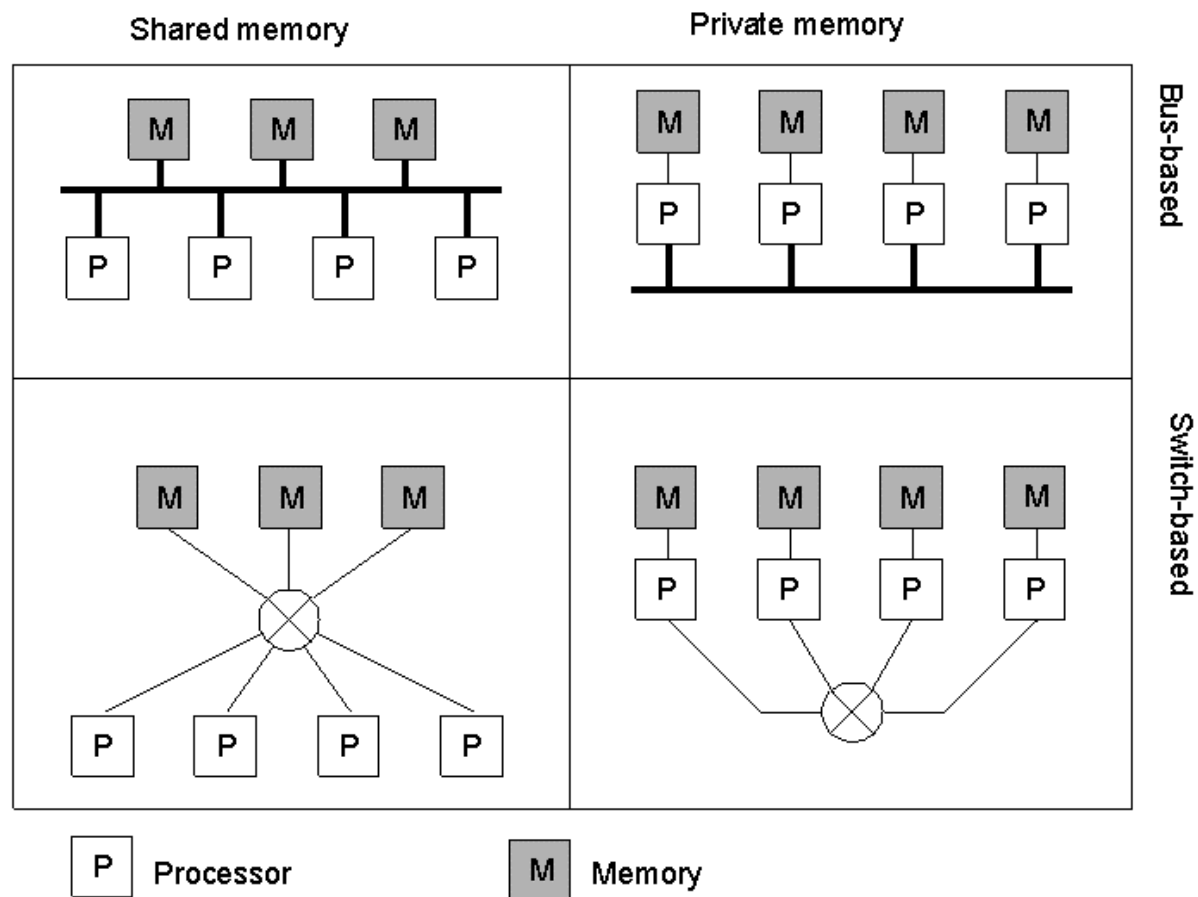 Shared memory
Private memory
Bus-based
M M M
P P P P
M M M M
P P P P
Switch-based
M M M
P P P P
M M M M
P P P P
P Processor
M Memory